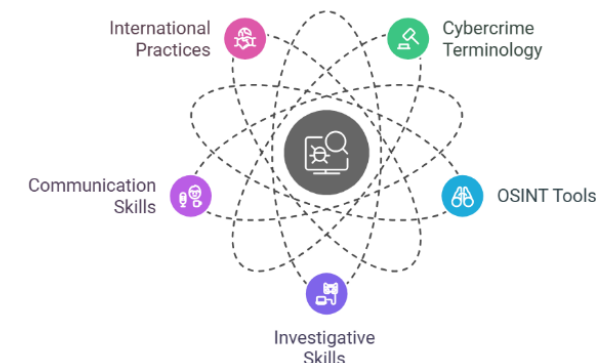 International
Practices
Cybercrime
Terminology
Communication
Skills
OSINT Tools
Investigative
Skills